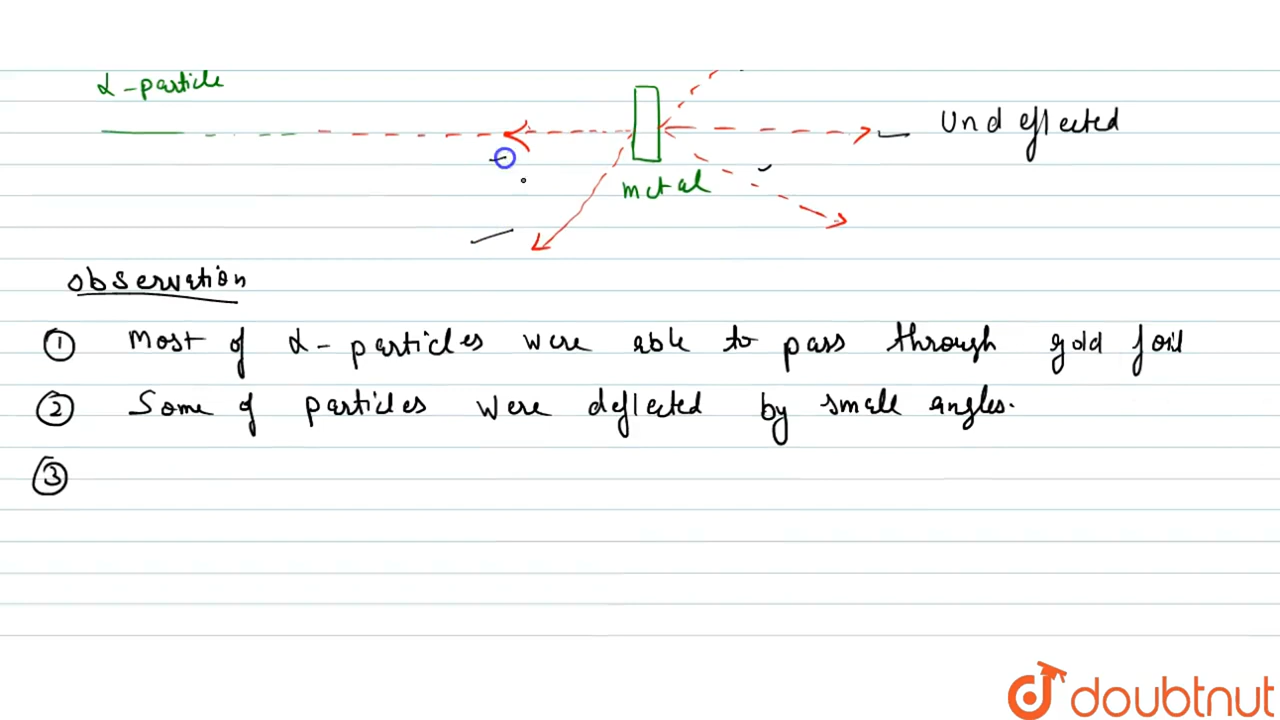 α-particle
Undeflected
metal
Observation
① Most of α-particles were able to pass through gold foil
② Some of particles were deflected by small angles.
③
doubtnut